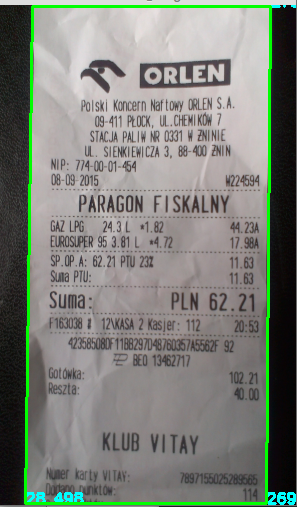 ORLEN
Polski Koncern Naftowy ORLEN S.A.
09-411 PŁOCK, UL.CHEMIKÓW 7
STACJA PALIW NR 0331 W ŻNINIE
UL. SIENKIEWICZA 3, 88-400 ŻNIN
NIP: 774-00-01-454
08-09-2015 W224594
PARAGON FISKALNY
GAZ LPG 24.3 L *1.82 44.23A
EUROSUPER 95 3.81 L *4.72 17.98A
SP.OP.A: 62.21 PTU 23% 11.63
Suma PTU: 11.63
Suma: PLN 62.21
F163038 # 12\KASA 2 Kasjer: 112 20:53
4235850BDF11BB297D48760357A5562F 92
BEO 13462717
Gotówka: 102.21
Reszta: 40.00
KLUB VITAY
Numer karty VITAY: 7897155025289565
Dodano punktów: 114
28,498 269